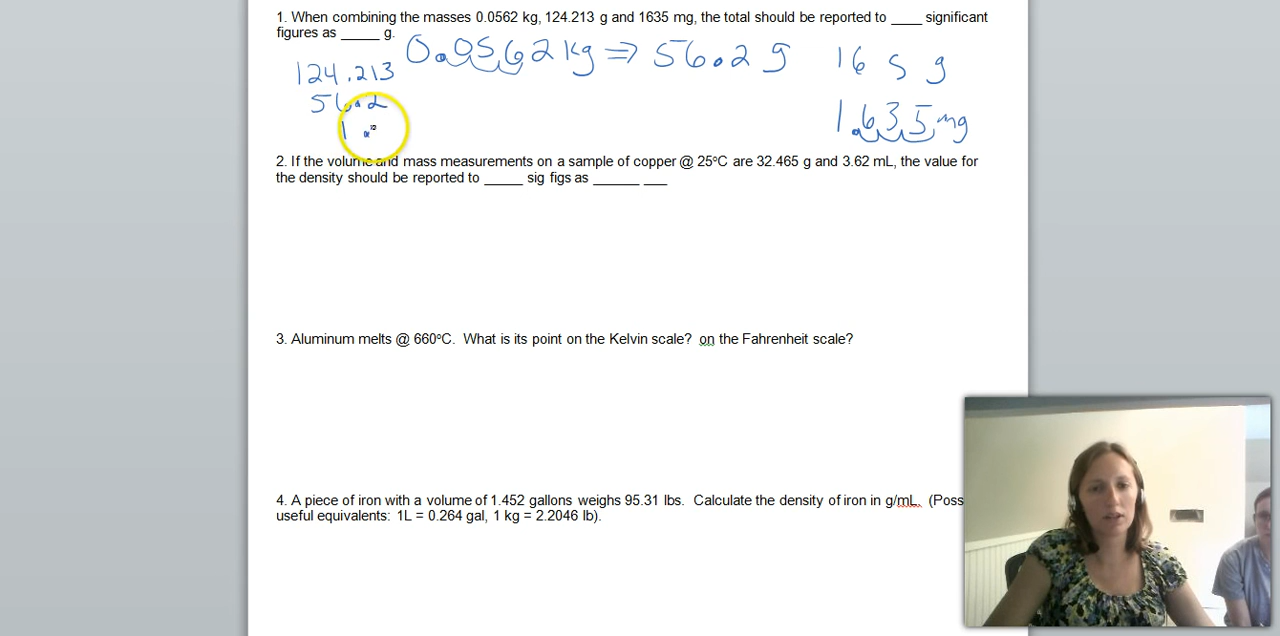 1. When combining the masses 0.0562 kg, 124.213 g and 1635 mg, the total should be reported to ____ significant
figures as _____ g.
0.0562 kg ⇒ 56.2 g
16 5 g
124.213
56.2
1.
1.635 mg
2. If the volume and mass measurements on a sample of copper @ 25°C are 32.465 g and 3.62 mL, the value for
the density should be reported to _____ sig figs as ______ ___
3. Aluminum melts @ 660°C. What is its point on the Kelvin scale? on the Fahrenheit scale?
4. A piece of iron with a volume of 1.452 gallons weighs 95.31 lbs. Calculate the density of iron in g/mL. (Poss
useful equivalents: 1L = 0.264 gal, 1 kg = 2.2046 lb).